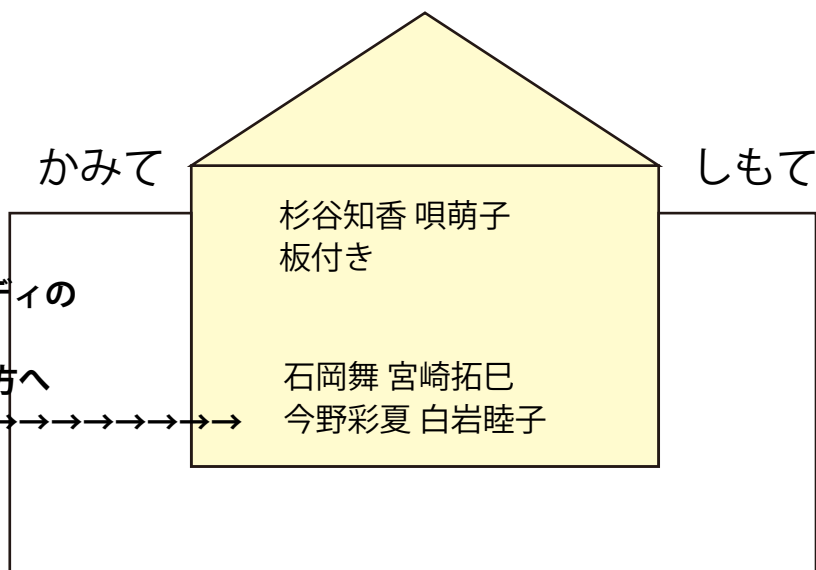 かみて
しもて
杉谷知香 唄萌子
板付き
ディの
方へ
石岡舞 宮崎拓巳
→→→→→→→→
今野彩夏 白岩睦子